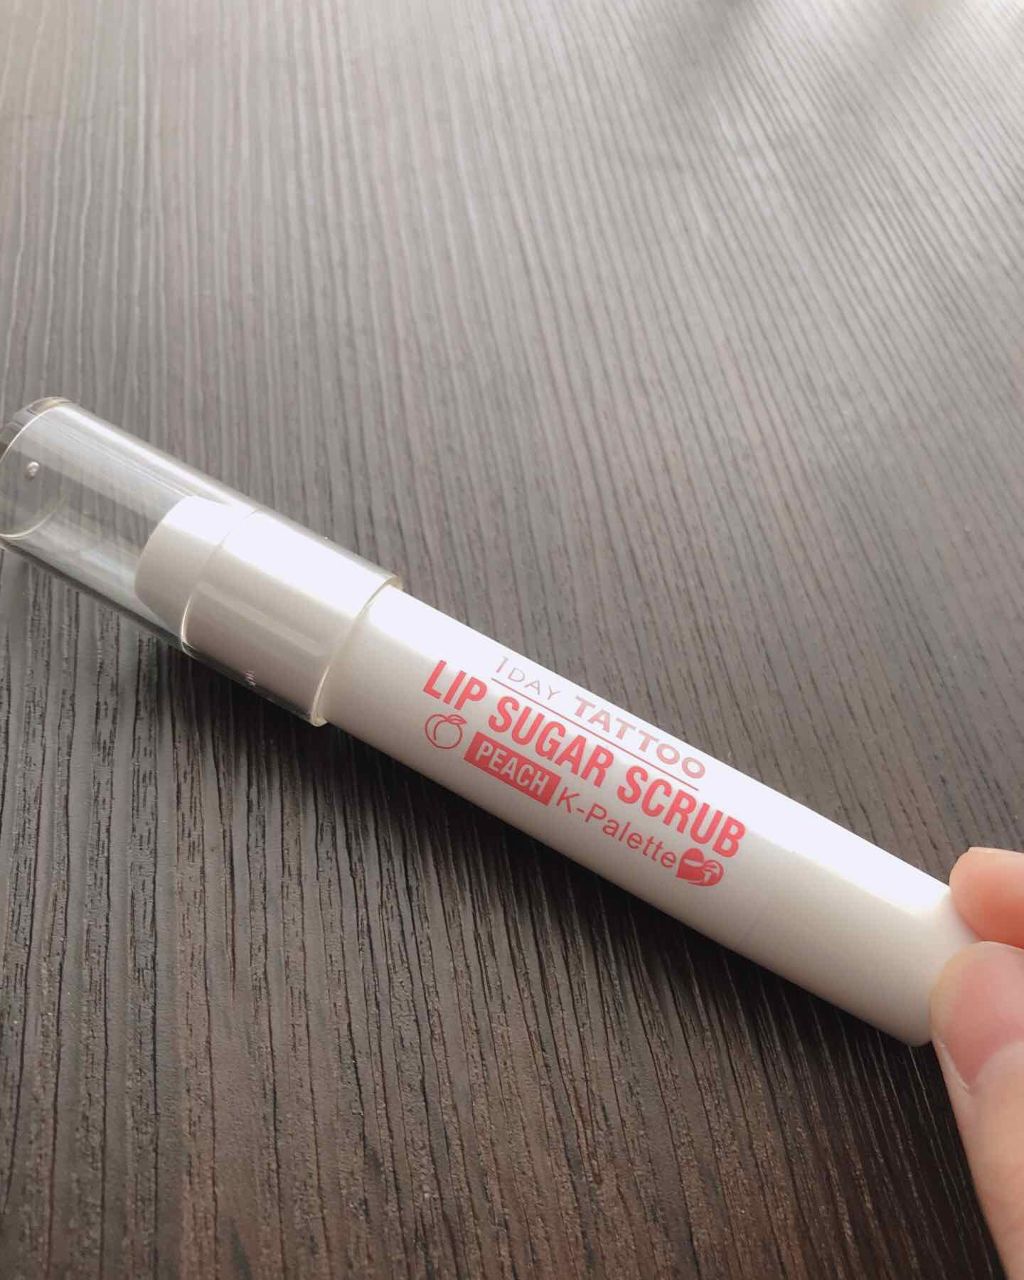 1DAY TATTOO
LIP SUGAR SCRUB
PEACH K-Palette